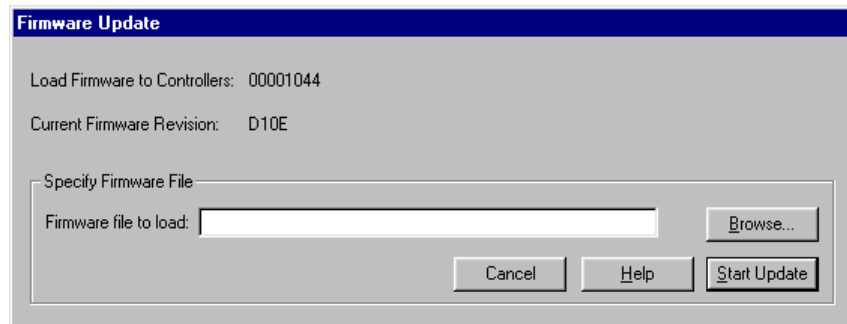 Firmware Update
Load Firmware to Controllers: 00001044
Current Firmware Revision: D10E
Specify Firmware File
Firmware file to load:
Browse...
Cancel Help Start Update